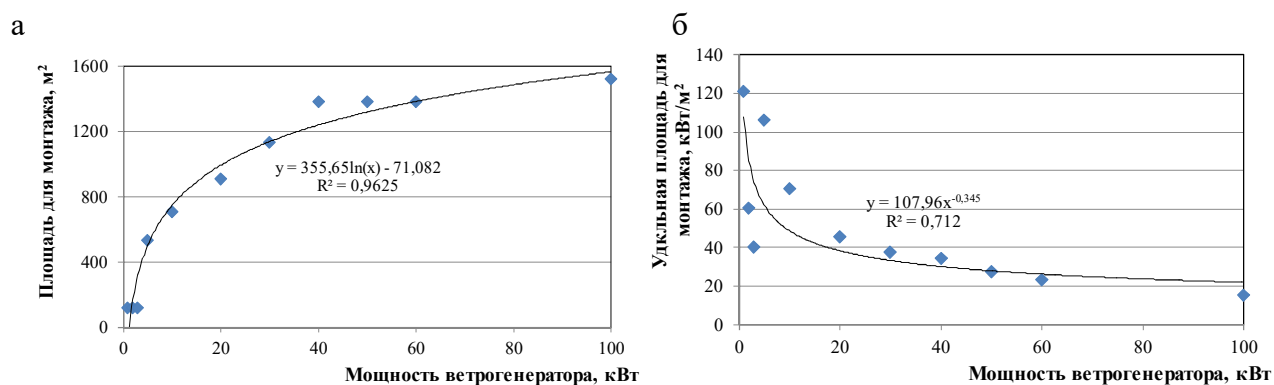 а
Площадь для монтажа, м²
1600
1200
800
400
0
y = 355,65ln(x) - 71,082
R² = 0,9625
0 20 40 60 80 100
Мощность ветрогенератора, кВт
б
Удкльная площадь для
монтажа, кВт/м²
140
120
100
80
60
40
20
0
y = 107,96x⁻⁰,³⁴⁵
R² = 0,712
0 20 40 60 80 100
Мощность ветрогенератора, кВт